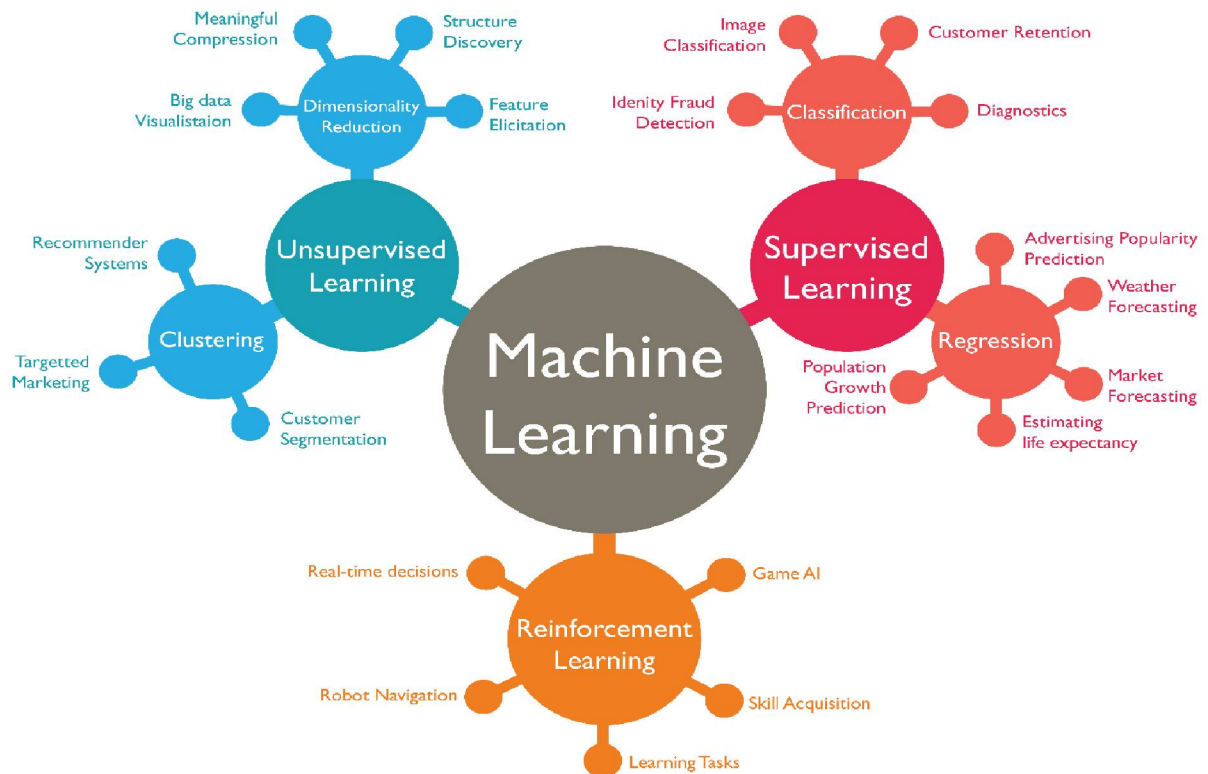 Meaningful
Compression
Structure
Discovery
Big data
Visualistaion
Dimensionality
Reduction
Feature
Elicitation
Unsupervised
Learning
Recommender
Systems
Clustering
Targetted
Marketing
Customer
Segmentation
Machine
Learning
Image
Classification
Customer Retention
Idenity Fraud
Detection
Classification
Diagnostics
Supervised
Learning
Advertising Popularity
Prediction
Weather
Forecasting
Regression
Population
Growth
Prediction
Market
Forecasting
Estimating
life expectancy
Real-time decisions
Game AI
Reinforcement
Learning
Robot Navigation
Skill Acquisition
Learning Tasks